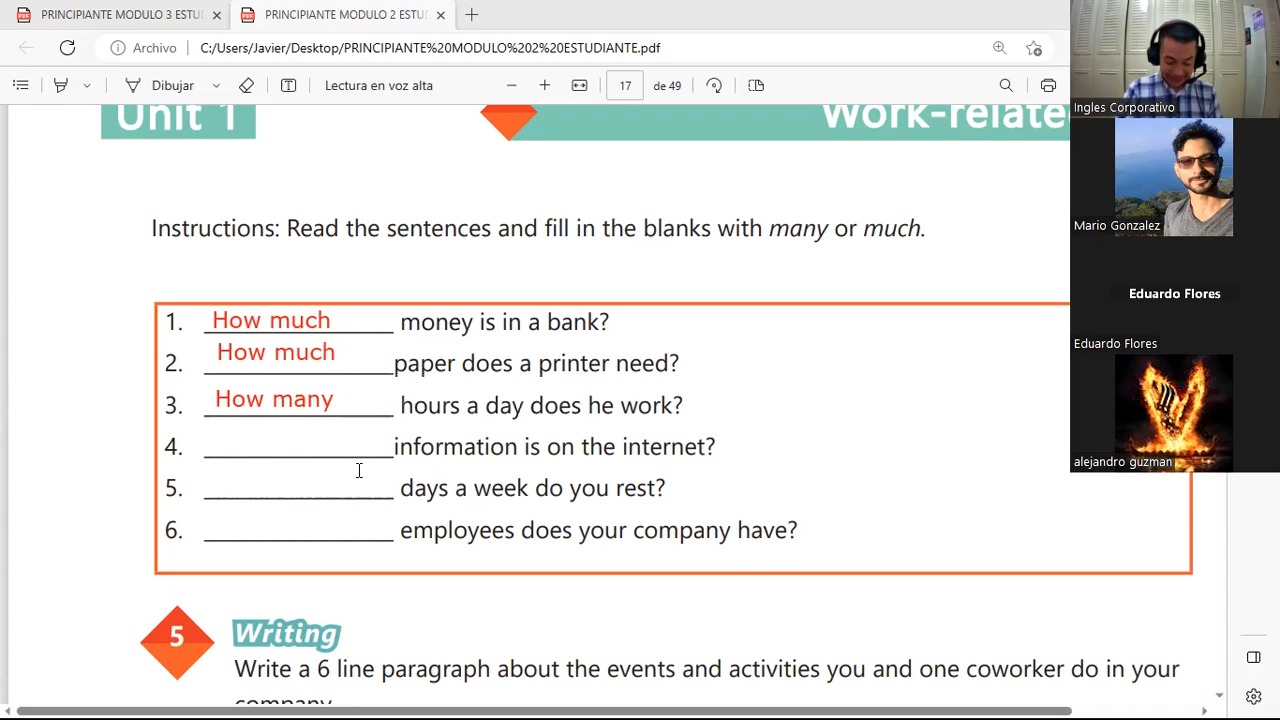 PRINCIPIANTE MODULO 3 ESTU
PRINCIPIANTE MODULO 2 ESTU
Archivo
C:/Users/Javier/Desktop/PRINCIPIANTE%20MODULO%202%20ESTUDIANTE.pdf
Dibujar
Lectura en voz alta
17
de 49
Unit 1
Work-related
Instructions: Read the sentences and fill in the blanks with many or much.
1. How much money is in a bank?
2. How much paper does a printer need?
3. How many hours a day does he work?
4. information is on the internet?
5. days a week do you rest?
6. employees does your company have?
5
Writing
Write a 6 line paragraph about the events and activities you and one coworker do in your
company.
Ingles Corporativo
Mario Gonzalez
Eduardo Flores
Eduardo Flores
alejandro guzman